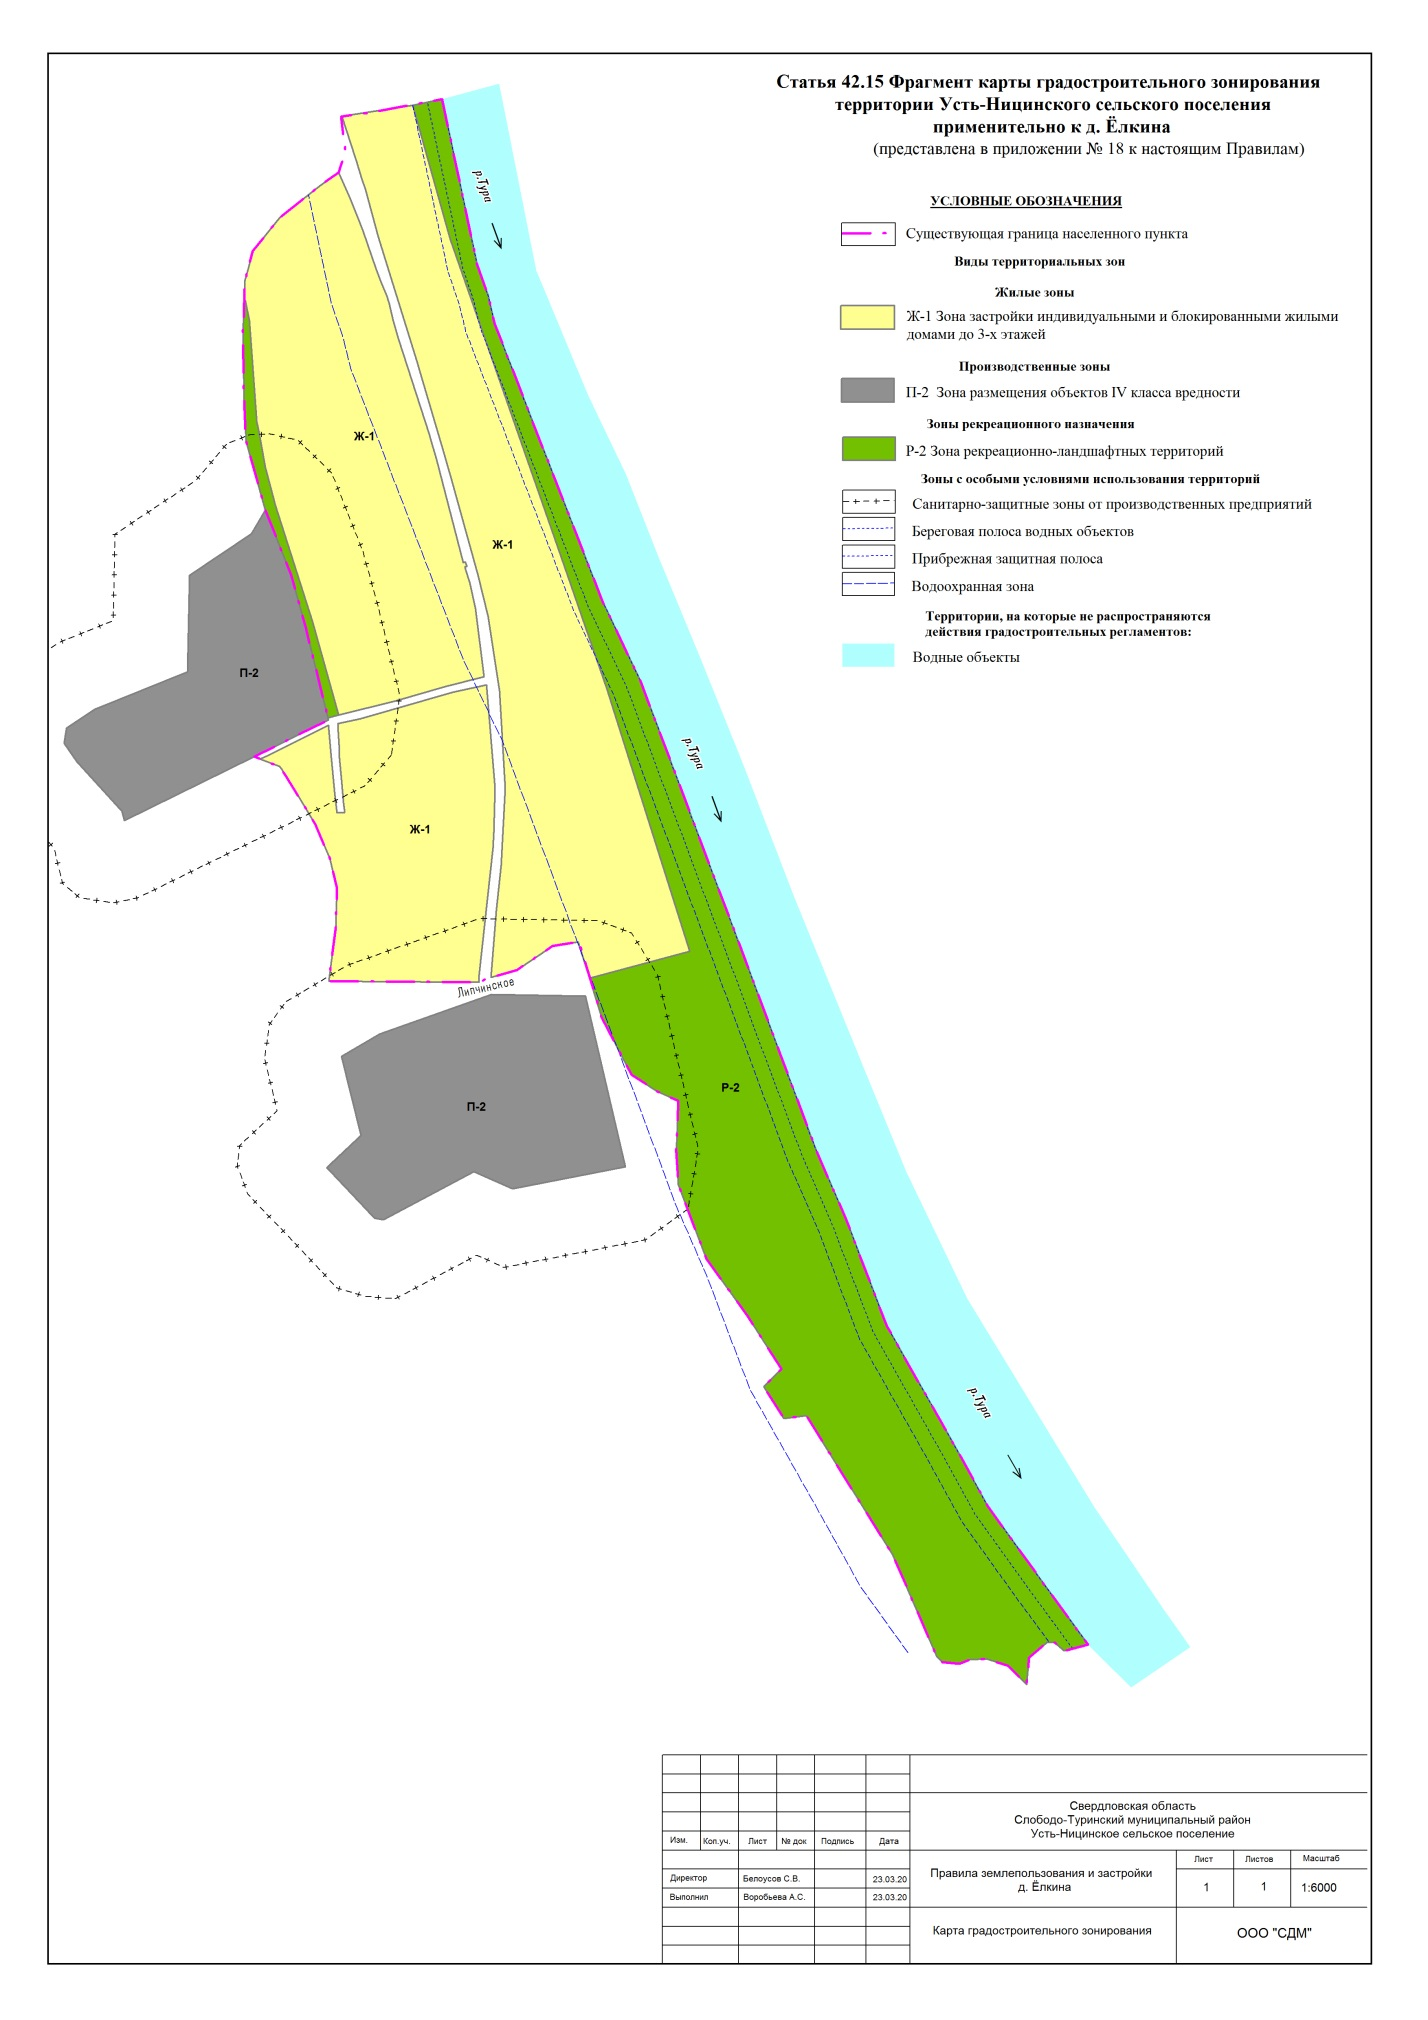 Статья 42.15 Фрагмент карты градостроительного зонирования
территории Усть-Ницинского сельского поселения
применительно к д. Ёлкина
(представлена в приложении № 18 к настоящим Правилам)
УСЛОВНЫЕ ОБОЗНАЧЕНИЯ
Существующая граница населенного пункта
Виды территориальных зон
Жилые зоны
Ж-1 Зона застройки индивидуальными и блокированными жилыми
домами до 3-х этажей
Производственные зоны
П-2 Зона размещения объектов IV класса вредности
Зоны рекреационного назначения
Р-2 Зона рекреационно-ландшафтных территорий
Зоны с особыми условиями использования территорий
Санитарно-защитные зоны от производственных предприятий
Береговая полоса водных объектов
Прибрежная защитная полоса
Водоохранная зона
Территории, на которые не распространяются
действия градостроительных регламентов:
Водные объекты
р.Тура
Ж-1
Ж-1
П-2
р.Тура
Ж-1
Липчинское
Р-2
П-2
р.Тура
Изм.
Кол.уч.
Лист
№ док
Подпись
Дата
Директор
Белоусов С.В.
23.03.20
Выполнил
Воробьева А.С.
23.03.20
Свердловская область
Слободо-Туринский муниципальный район
Усть-Ницинское сельское поселение
Правила землепользования и застройки
д. Ёлкина
Лист
Листов
Масштаб
1
1
1:6000
Карта градостроительного зонирования
ООО "СДМ"